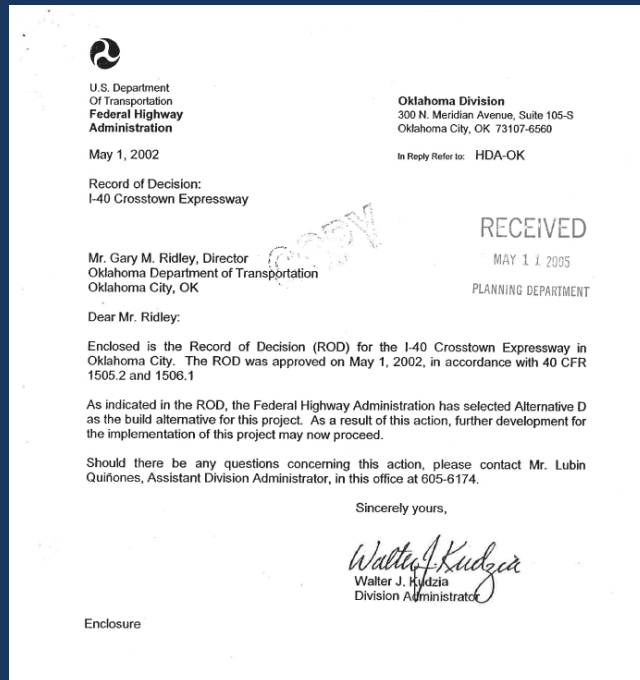 U.S. Department
Of Transportation
Federal Highway
Administration
Oklahoma Division
300 N. Meridian Avenue, Suite 105-S
Oklahoma City, OK 73107-6560
May 1, 2002
In Reply Refer to: HDA-OK
Record of Decision:
I-40 Crosstown Expressway
COPY
RECEIVED
MAY 11 2005
PLANNING DEPARTMENT
Mr. Gary M. Ridley, Director
Oklahoma Department of Transportation
Oklahoma City, OK
Dear Mr. Ridley:
Enclosed is the Record of Decision (ROD) for the I-40 Crosstown Expressway in
Oklahoma City. The ROD was approved on May 1, 2002, in accordance with 40 CFR
1505.2 and 1506.1
As indicated in the ROD, the Federal Highway Administration has selected Alternative D
as the build alternative for this project. As a result of this action, further development for
the implementation of this project may now proceed.
Should there be any questions concerning this action, please contact Mr. Lubin
Quiñones, Assistant Division Administrator, in this office at 605-6174.
Sincerely yours,
Walter J. Kudzia
Walter J. Kudzia
Division Administrator
Enclosure